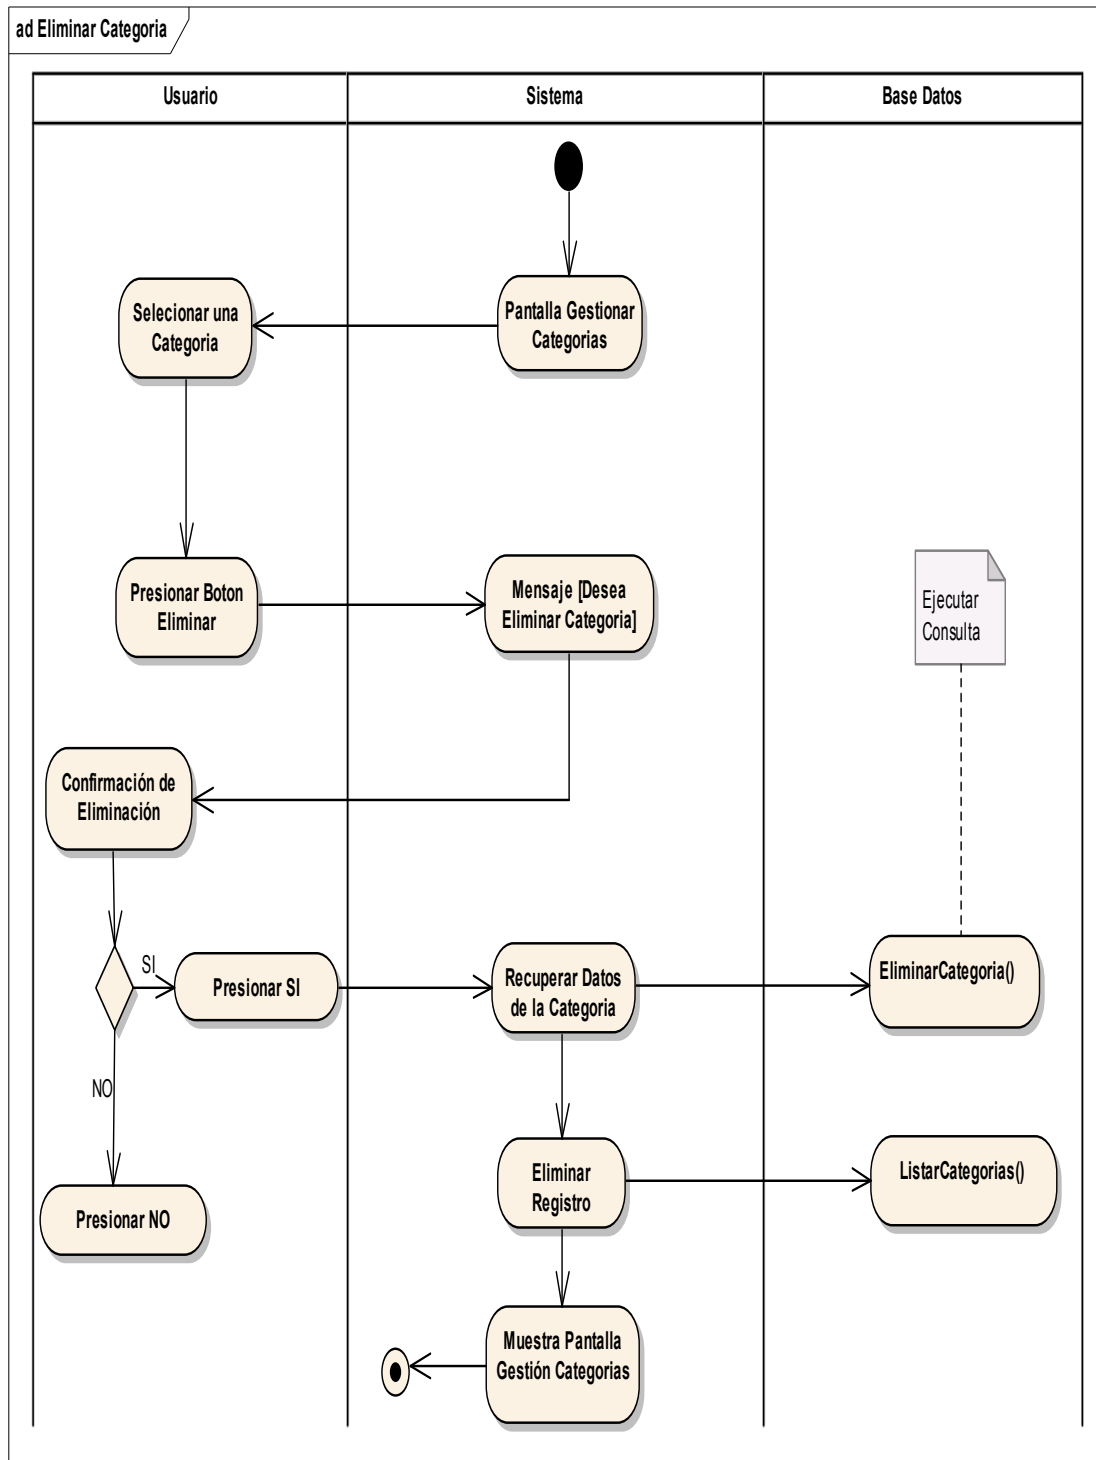 ad Eliminar Categoria
Usuario
Sistema
Base Datos
Pantalla Gestionar
Categorias
Selecionar una
Categoria
Presionar Boton
Eliminar
Mensaje [Desea
Eliminar Categoria]
Ejecutar
Consulta
Confirmación de
Eliminación
SI
Presionar SI
Recuperar Datos
de la Categoria
EliminarCategoria()
NO
Presionar NO
Eliminar
Registro
ListarCategorias()
Muestra Pantalla
Gestión Categorias